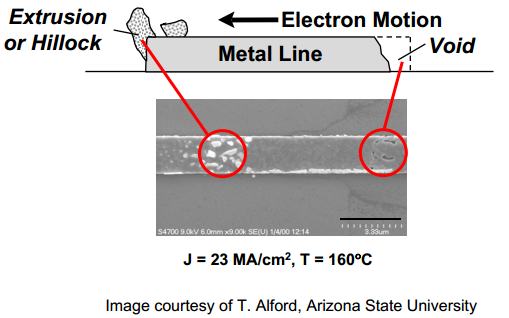 Extrusion
or Hillock
Electron Motion
Metal Line
Void
S4700 9.0kV 6.0mm x9.00k SE(U) 1/4/00 12:14
3.33um
J = 23 MA/cm², T = 160ºC
Image courtesy of T. Alford, Arizona State University